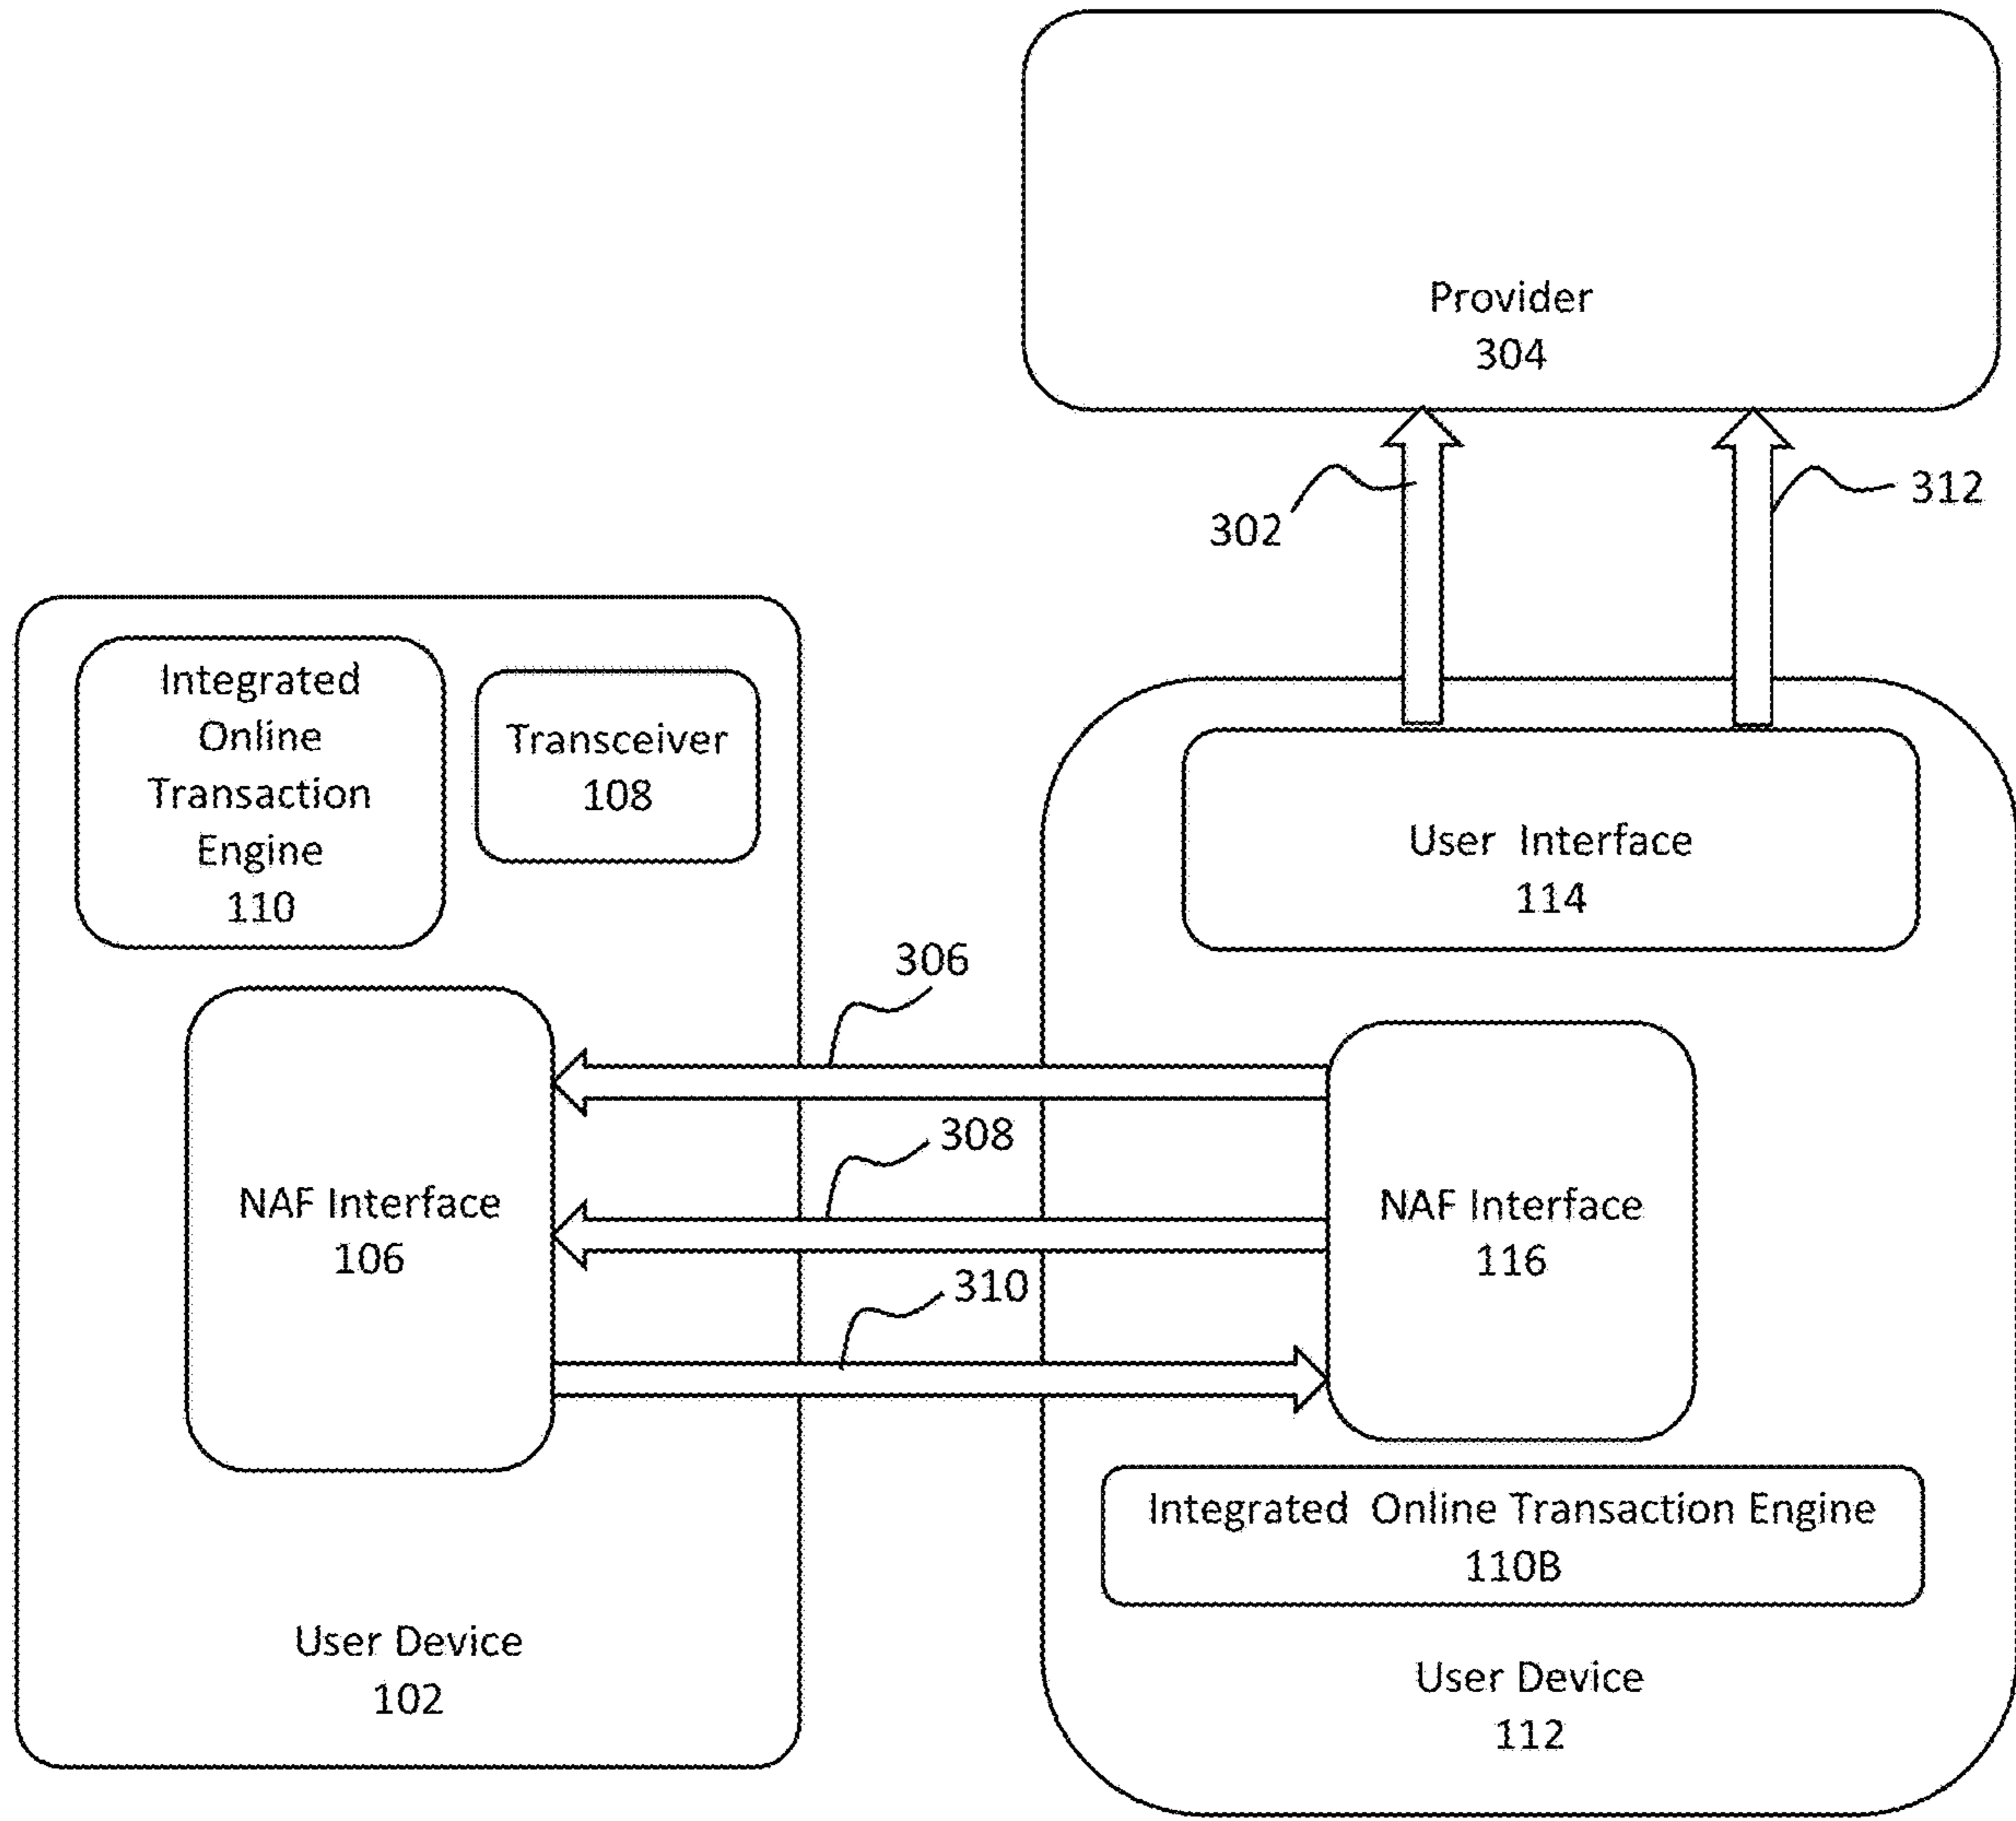 Provider
304
302
312
Integrated
Online
Transaction
Engine
110
Transceiver
108
User Interface
114
306
308
310
NAF Interface
106
NAF Interface
116
Integrated Online Transaction Engine
110B
User Device
102
User Device
112